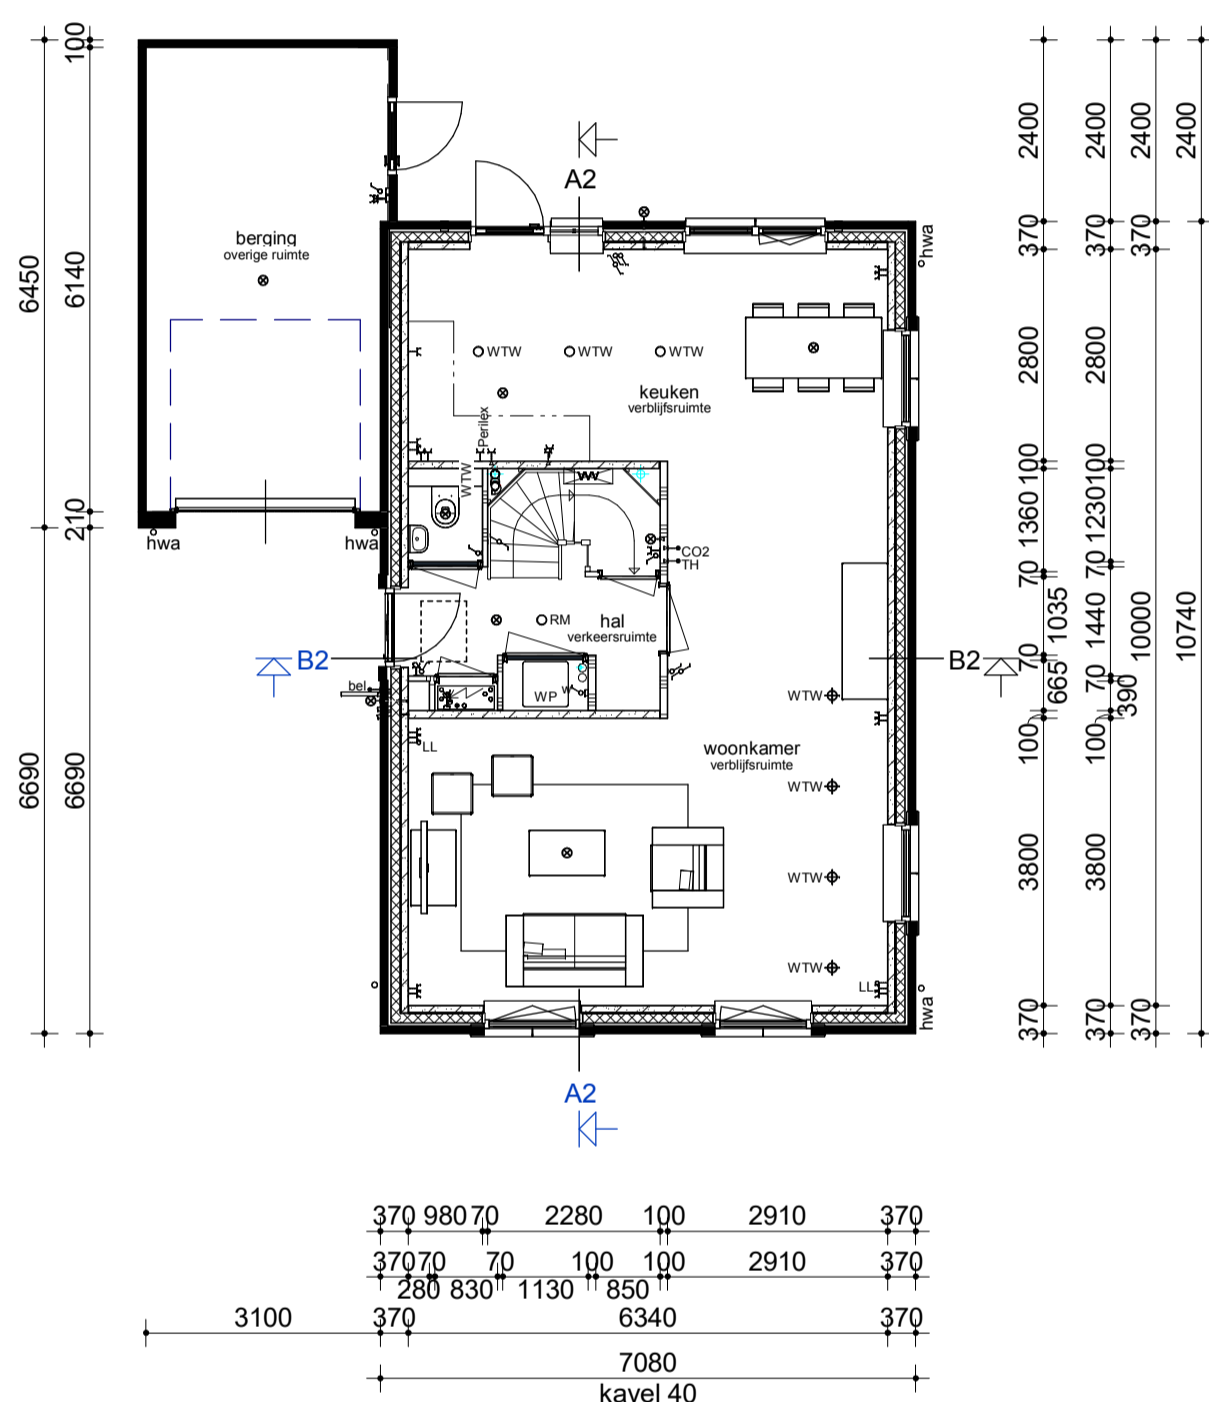 100
6450
6140
210
6690
6690
2400
2400
2400
2400
370
370
370
2800
2800
100
100
1360
1230
70
70
1035
1440
10000
10740
70
665
70
390
100
100
3800
3800
370
370
370
A2
hwa
berging
overige ruimte
WTW
WTW
WTW
keuken
verblijfsruimte
Perilex
WTW
hwa
hwa
CO2
TH
RM
hal
verkeersruimte
B2
B2
bel
WP
WTW
LL
woonkamer
verblijfsruimte
WTW
WTW
WTW
LL
hwa
A2
370 980 70 2280 100 2910 370
370 70 70 100 100 2910 370
280 830 1130 850
3100 370 6340 370
7080
kavel 40